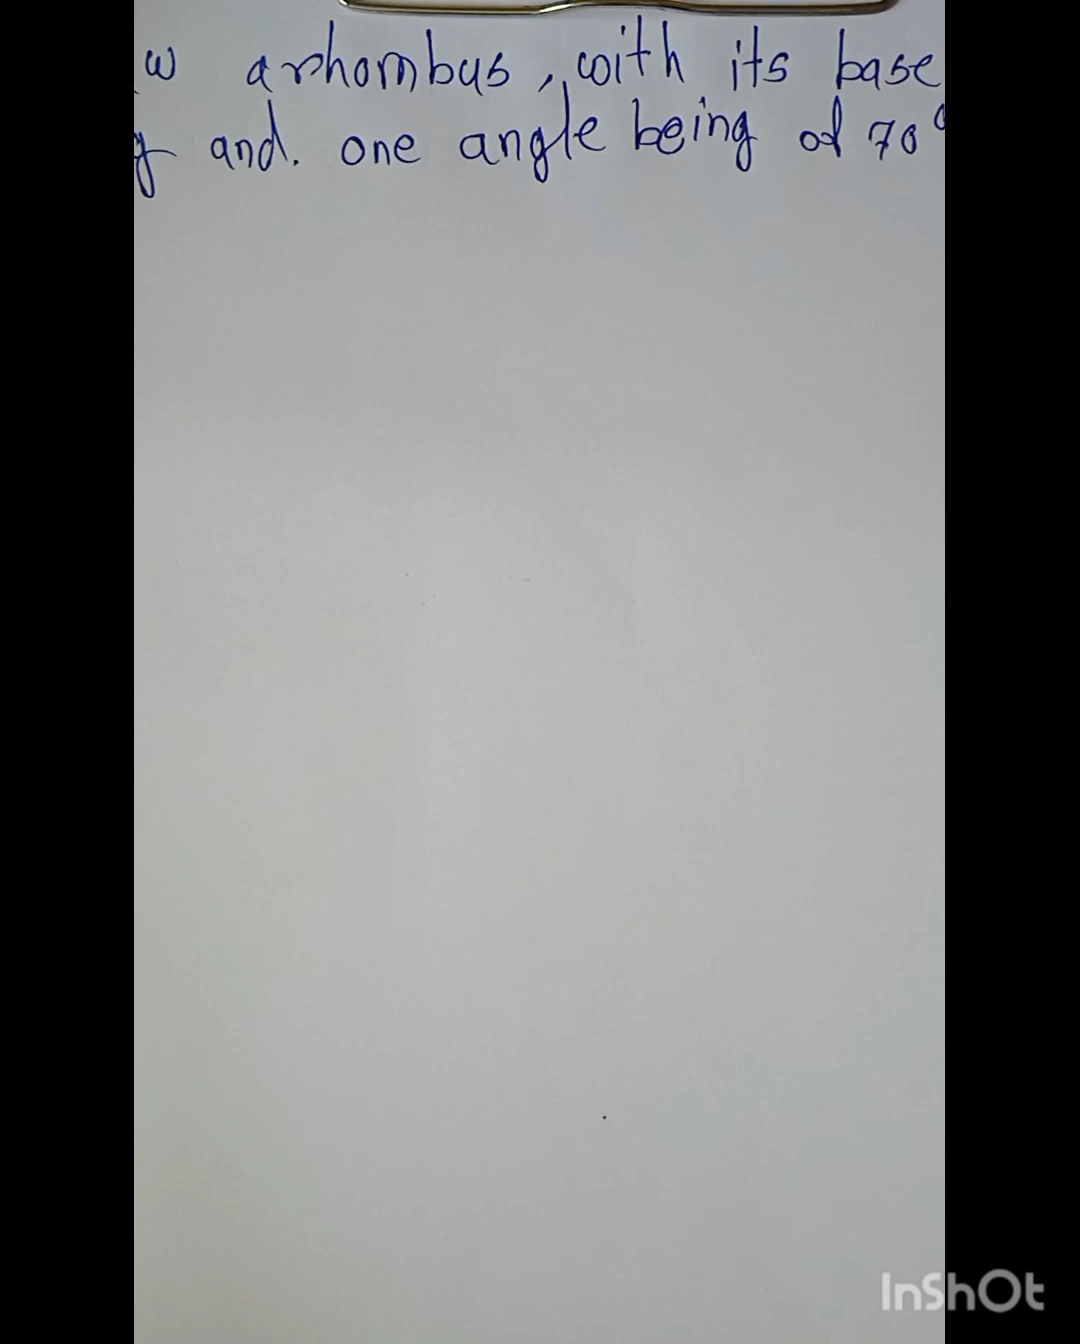 w a rhombus, with its base
y and. one angle being of 70°
InShOt